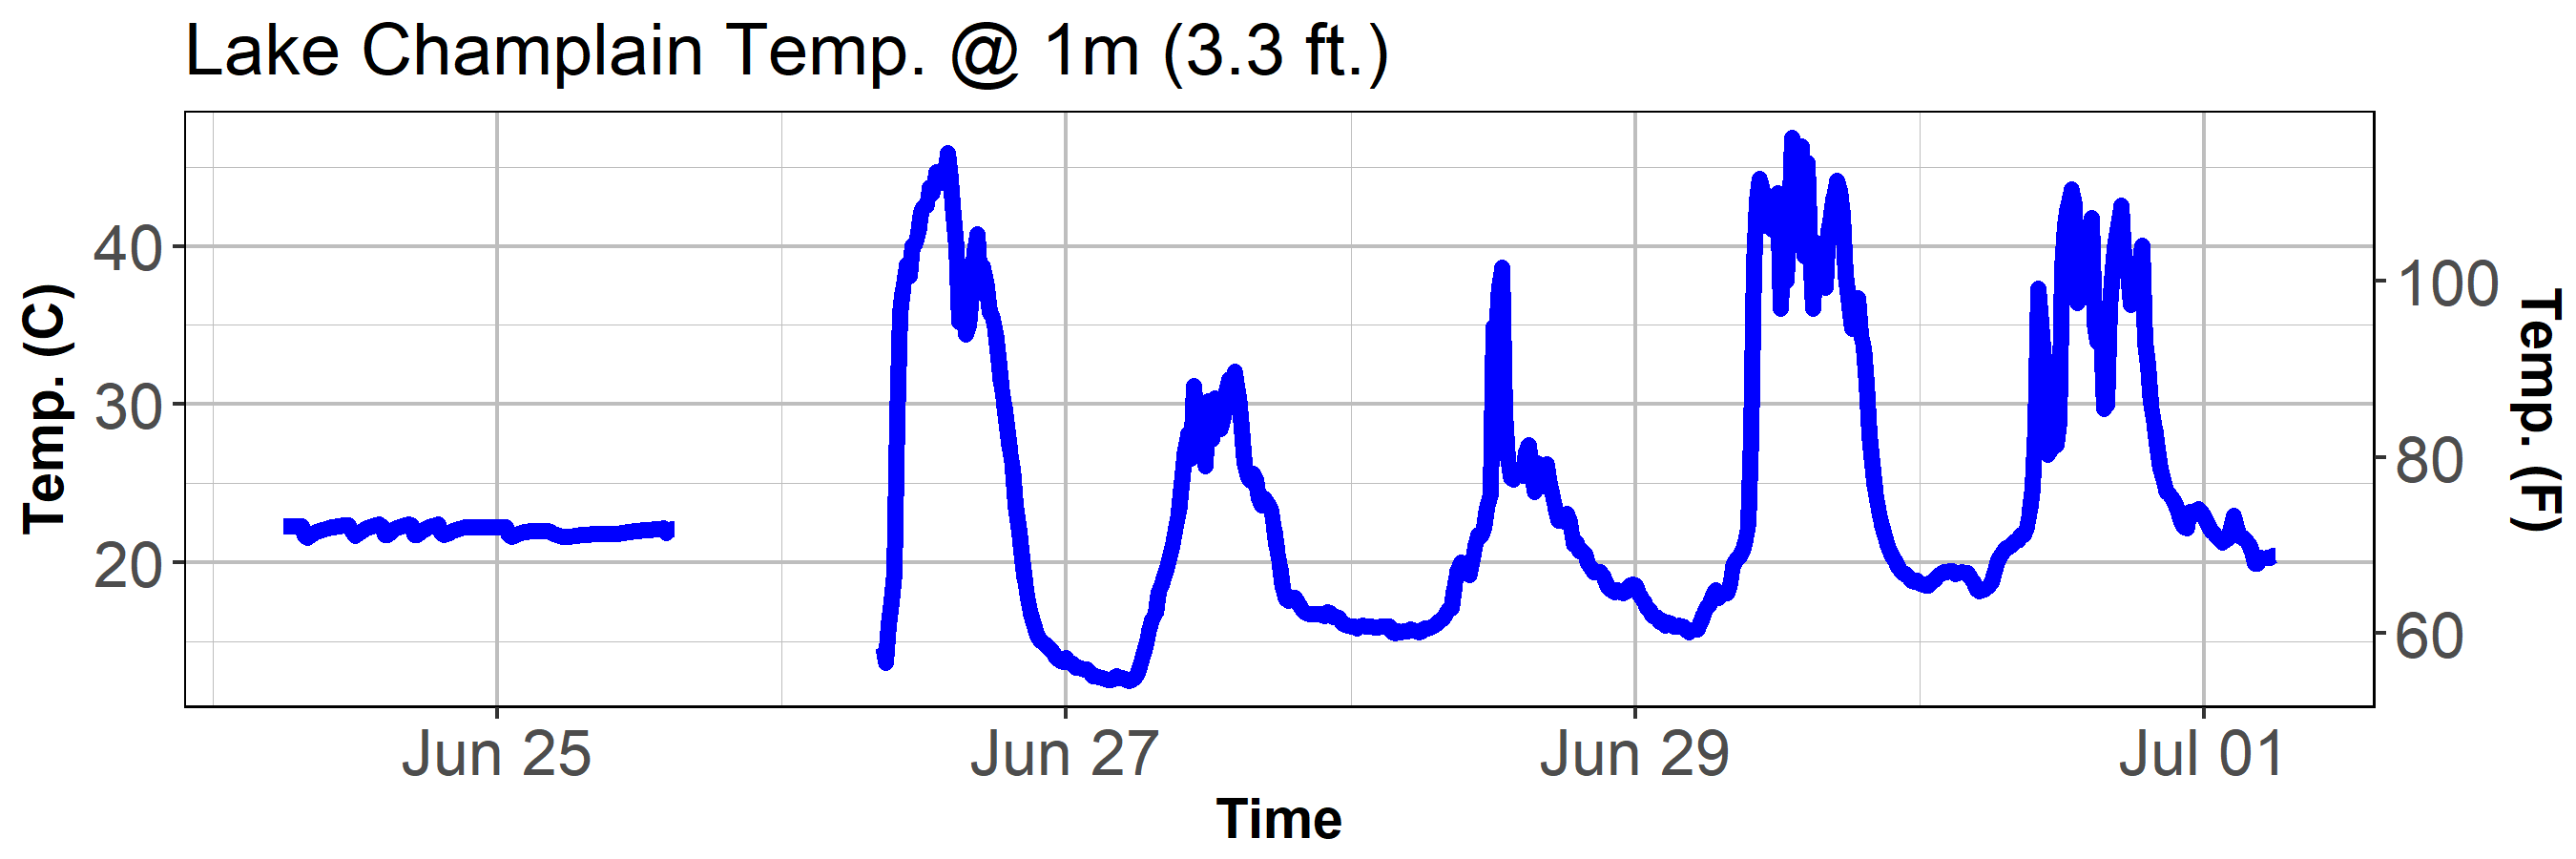 Lake Champlain Temp. @ 1m (3.3 ft.)
Temp. (C)
40
30
20
100
80
60
Temp. (F)
Jun 25
Jun 27
Jun 29
Jul 01
Time